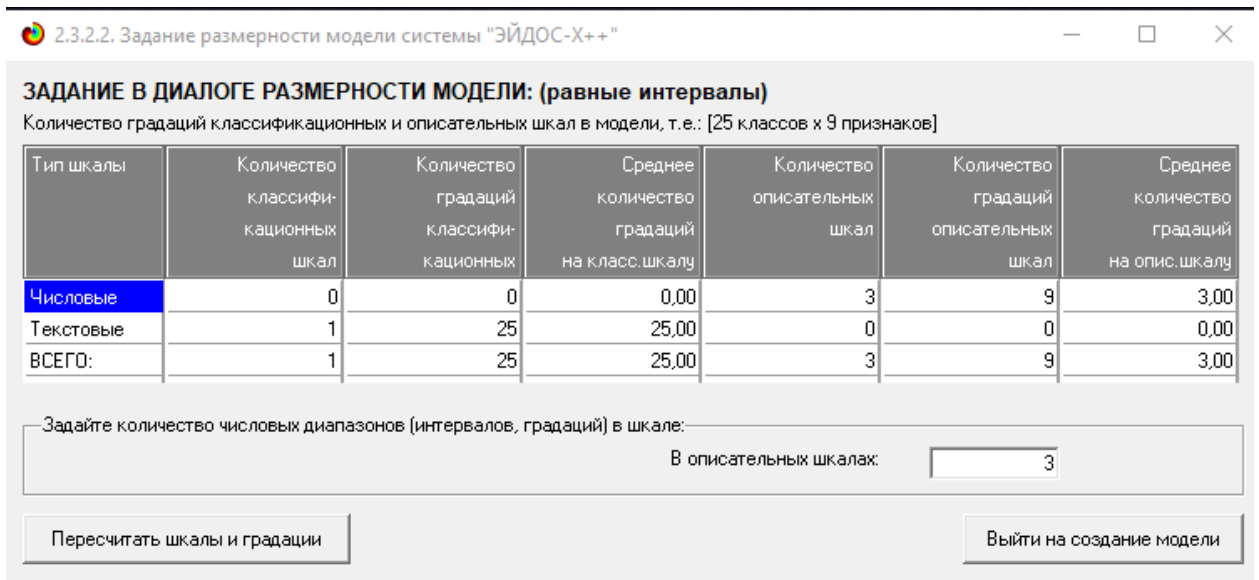 2.3.2.2. Задание размерности модели системы "ЭЙДОС-X++"
ЗАДАНИЕ В ДИАЛОГЕ РАЗМЕРНОСТИ МОДЕЛИ: (равные интервалы)
Количество градаций классификационных и описательных шкал в модели, т.е.: [25 классов x 9 признаков]
Тип шкалы Количество классифи- кационных шкал Количество градаций классифи- кационных Среднее количество градаций на класс.шкалу Количество описательных шкал Количество градаций описательных шкал Среднее количество градаций на опис.шкалу
Числовые 0 0 0,00 3 9 3,00
Текстовые 1 25 25,00 0 0 0,00
ВСЕГО: 1 25 25,00 3 9 3,00
Задайте количество числовых диапазонов (интервалов, градаций) в шкале:
В описательных шкалах: 3
Пересчитать шкалы и градации Выйти на создание модели